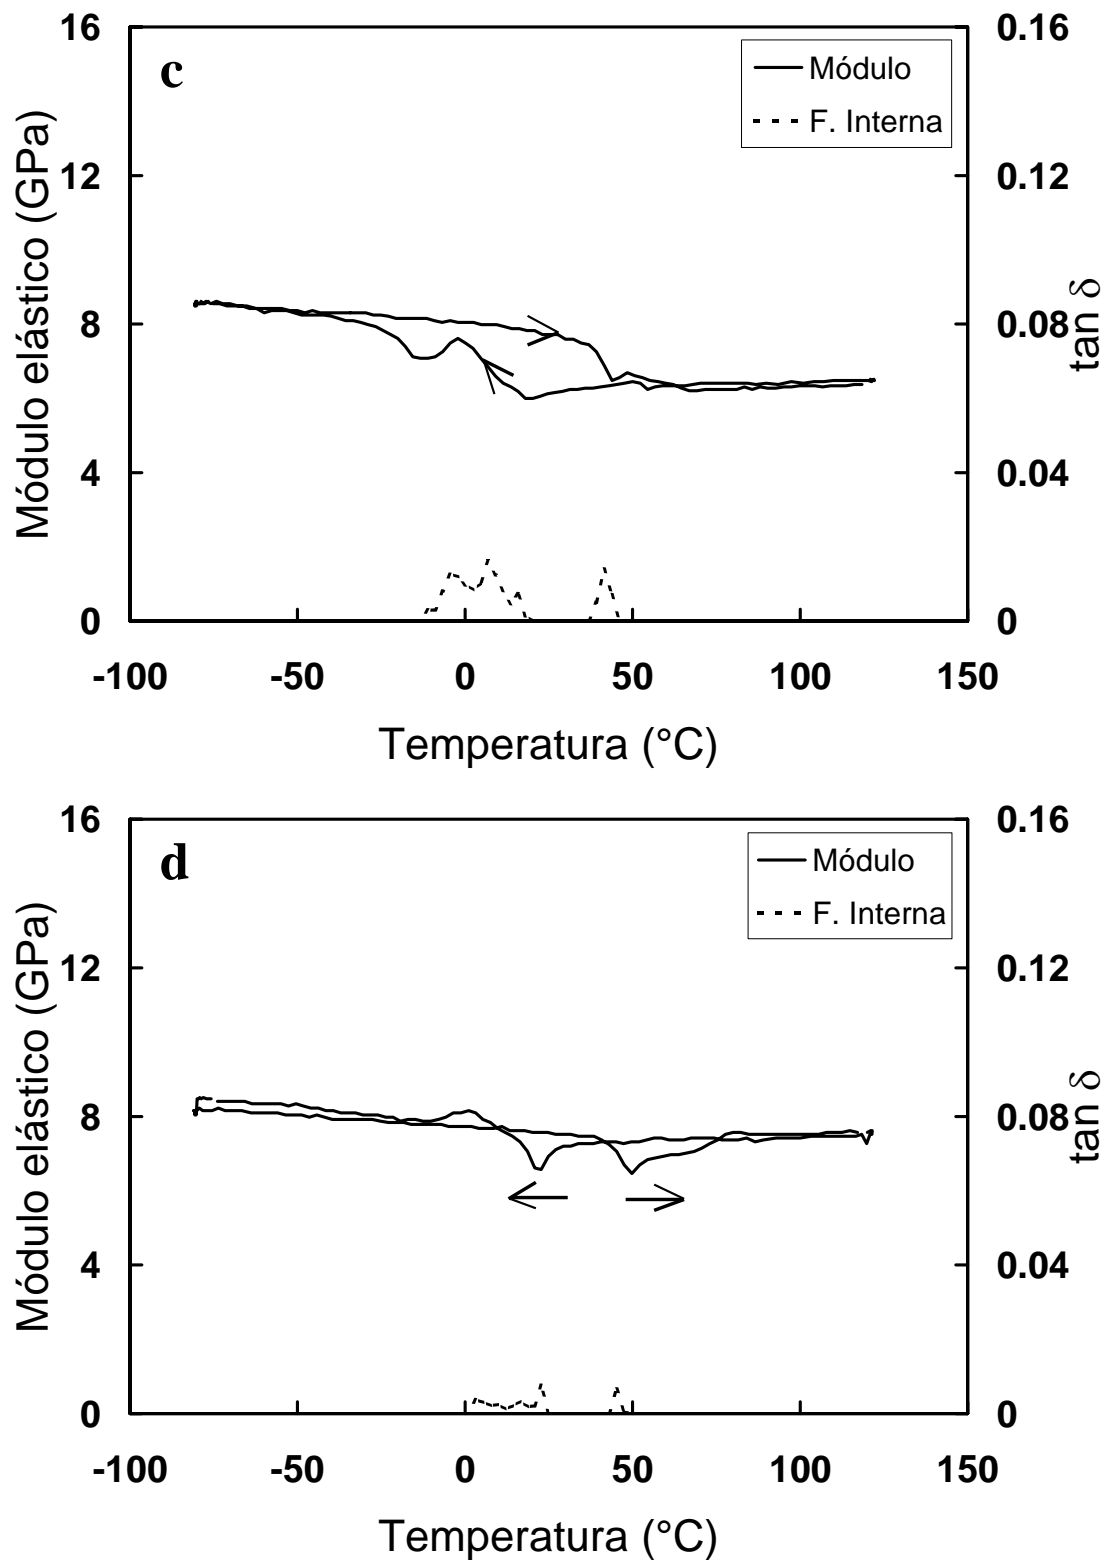 c
Módulo
F. Interna
Módulo elástico (GPa)
16
12
8
4
0
0.16
0.12
0.08
0.04
0
tan δ
-100 -50 0 50 100 150
Temperatura (°C)
d
Módulo
F. Interna
Módulo elástico (GPa)
16
12
8
4
0
0.16
0.12
0.08
0.04
0
tan δ
-100 -50 0 50 100 150
Temperatura (°C)